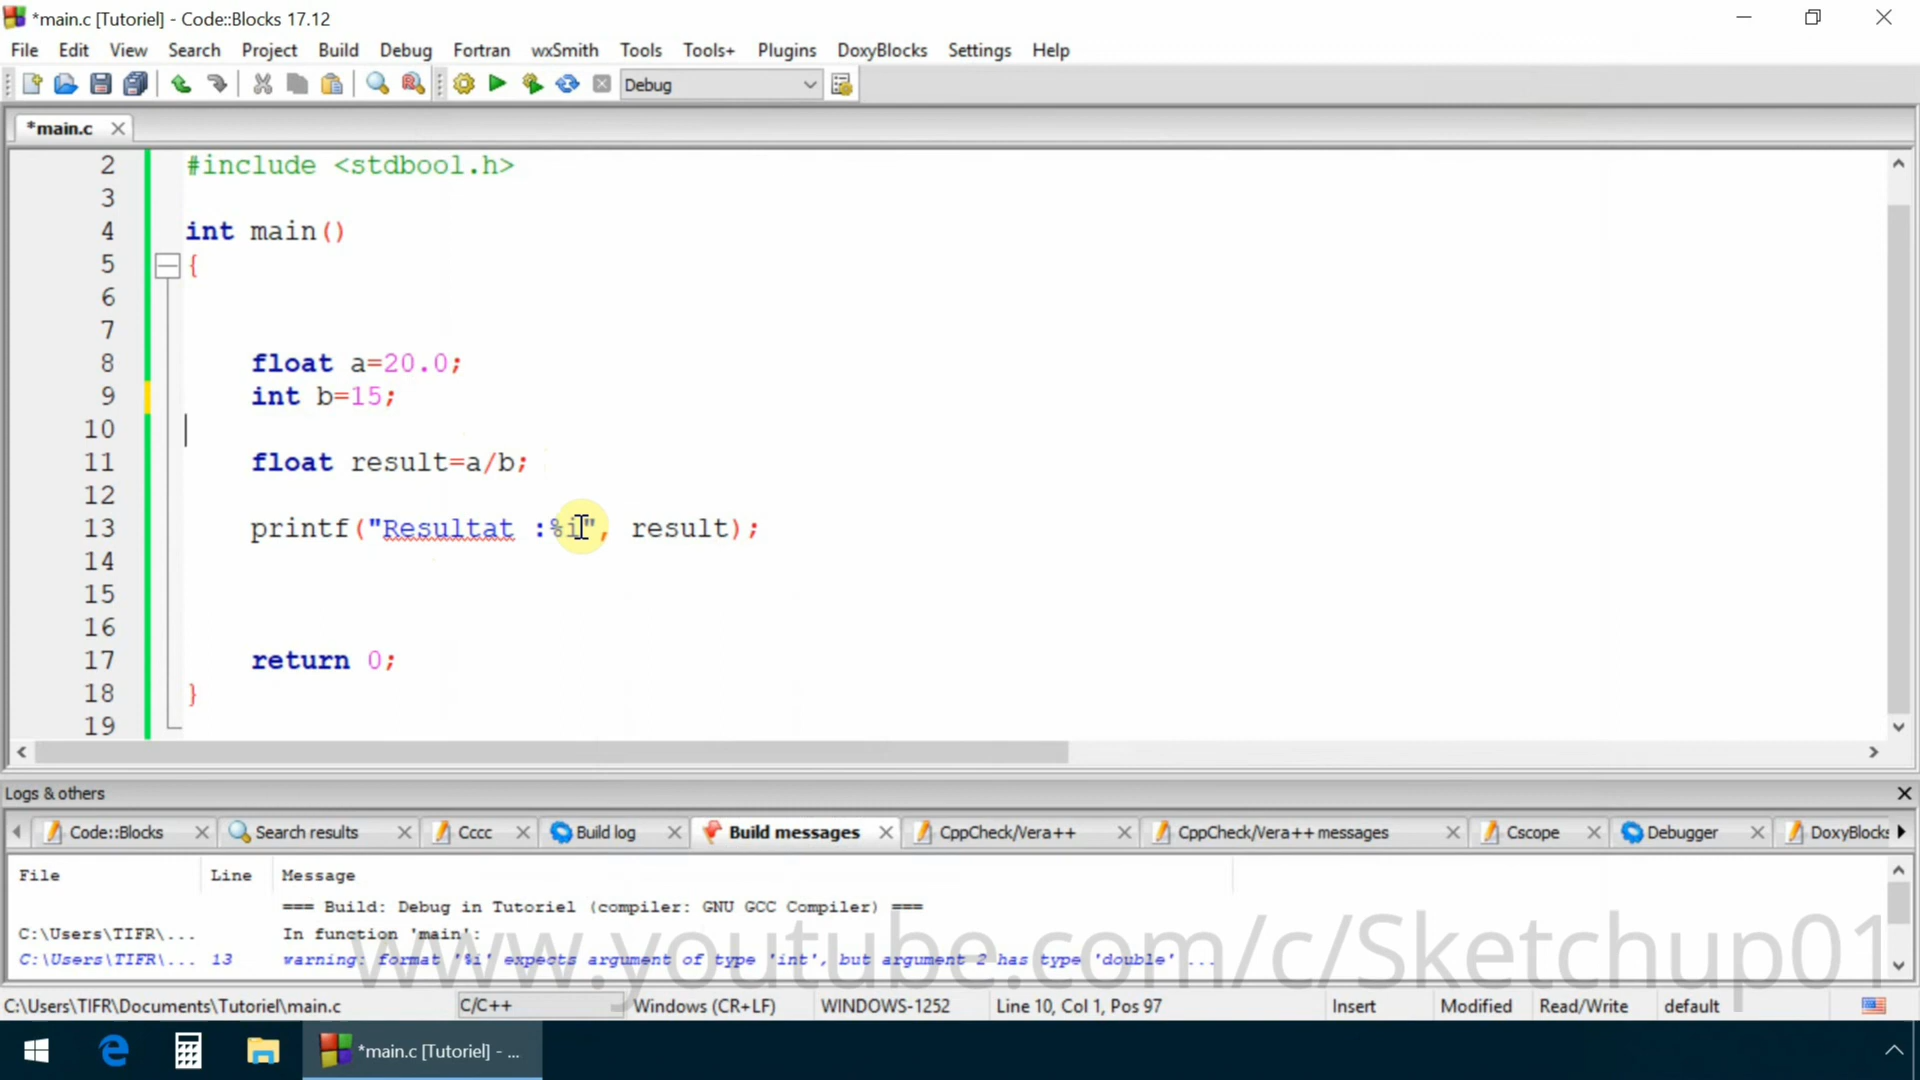 *main.c [Tutoriel] - Code::Blocks 17.12
File Edit View Search Project Build Debug Fortran wxSmith Tools Tools+ Plugins DoxyBlocks Settings Help
Debug
*main.c
2 #include <stdbool.h>
3
4 int main()
5 {
6
7
8 float a=20.0;
9 int b=15;
10
11 float result=a/b;
12
13 printf("Resultat :%i", result);
14
15
16
17 return 0;
18 }
19
Logs & others
Code::Blocks Search results Cccc Build log Build messages CppCheck/Vera++ CppCheck/Vera++ messages Cscope Debugger DoxyBlocks
File Line Message
=== Build: Debug in Tutoriel (compiler: GNU GCC Compiler) ===
C:\Users\TIFR\... In function 'main':
C:\Users\TIFR\... 13 warning: format '%i' expects argument of type 'int', but argument 2 has type 'double' ...
www.youtube.com/c/Sketchup01
C:\Users\TIFR\Documents\Tutoriel\main.c C/C++ Windows (CR+LF) WINDOWS-1252 Line 10, Col 1, Pos 97 Insert Modified Read/Write default
*main.c [Tutoriel] - ...